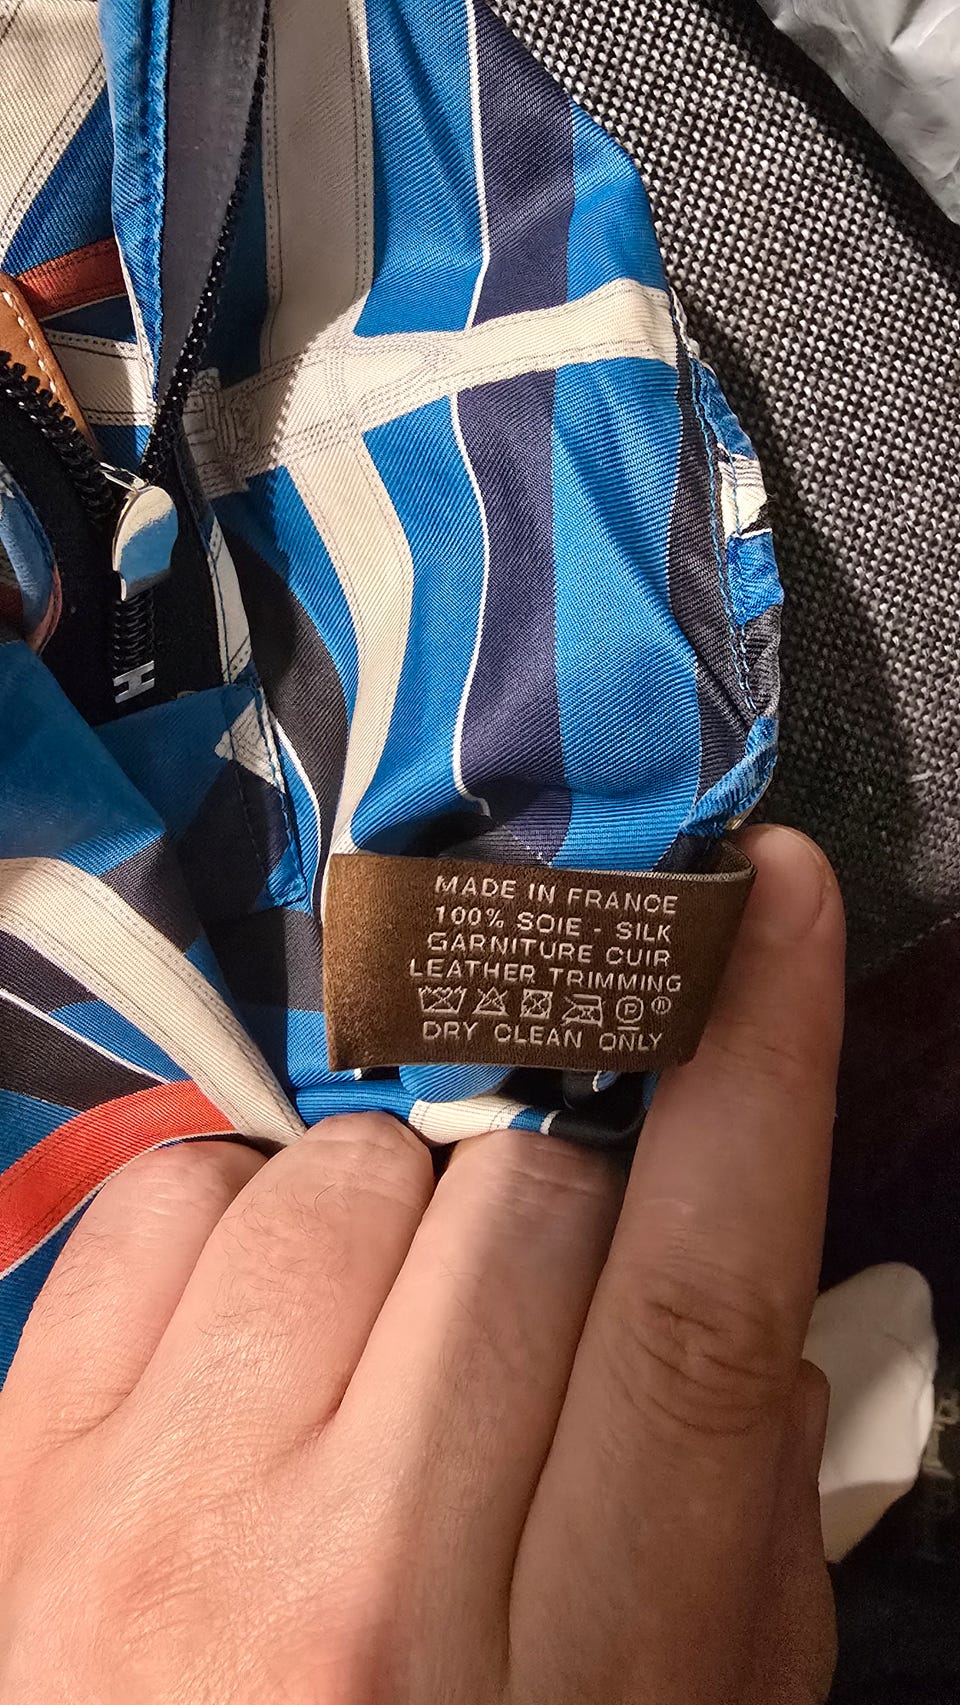 H
MADE IN FRANCE
100% SOIE - SILK
GARNITURE CUIR
LEATHER TRIMMING
P ®
DRY CLEAN ONLY